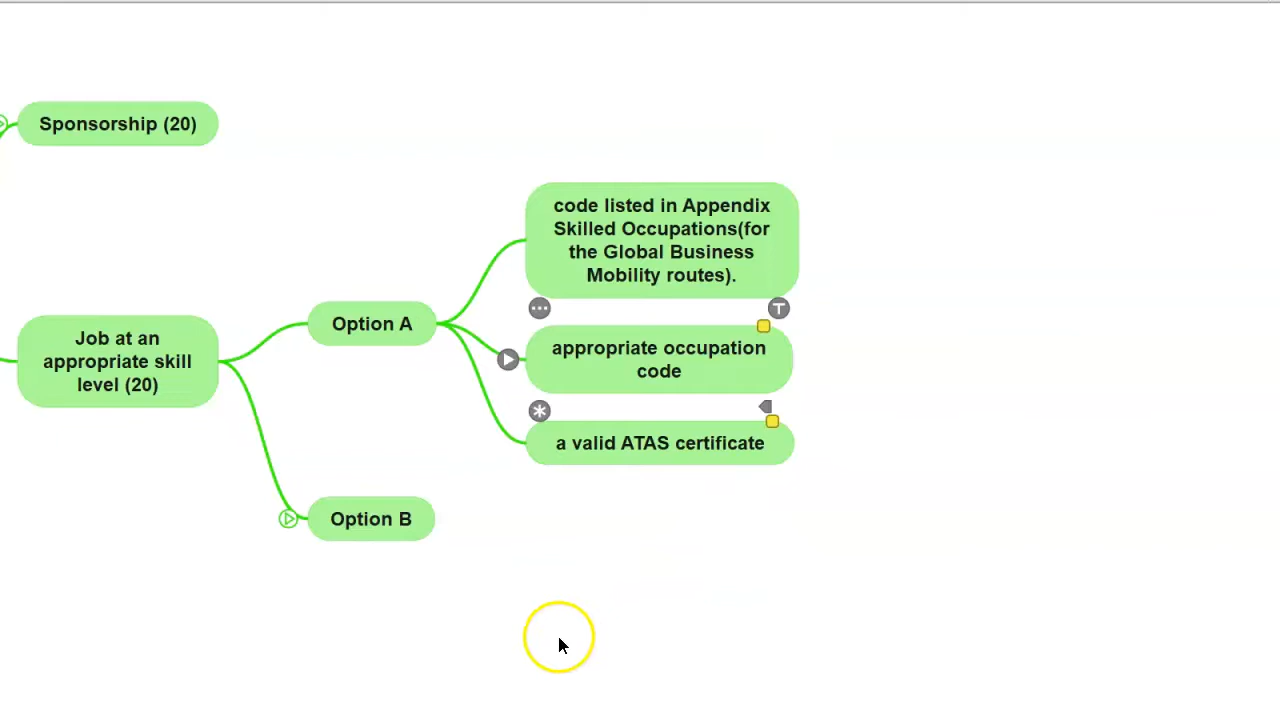 Sponsorship (20)
code listed in Appendix
Skilled Occupations(for
the Global Business
Mobility routes).
Option A
Job at an
appropriate skill
level (20)
appropriate occupation
code
a valid ATAS certificate
Option B